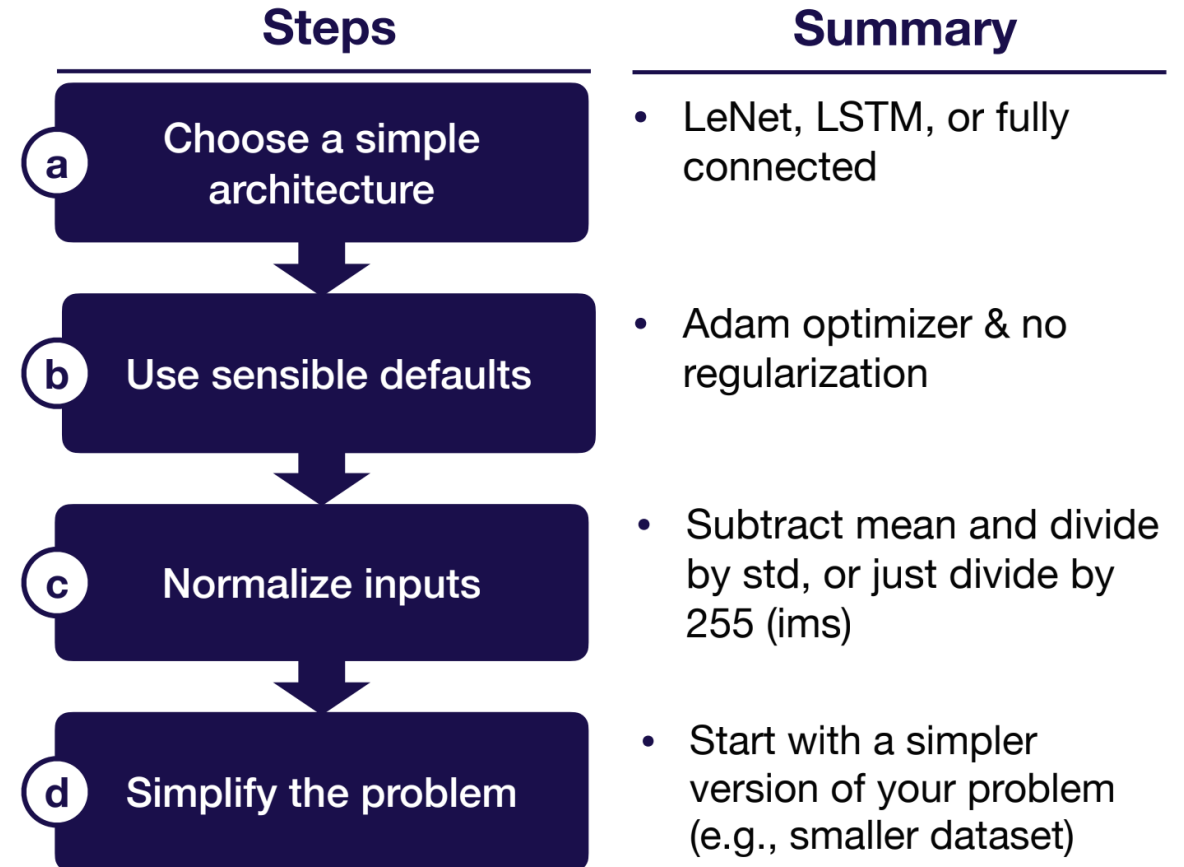 Steps
Summary
a
Choose a simple
architecture
• LeNet, LSTM, or fully
connected
b
Use sensible defaults
• Adam optimizer & no
regularization
c
Normalize inputs
• Subtract mean and divide
by std, or just divide by
255 (ims)
d
Simplify the problem
• Start with a simpler
version of your problem
(e.g., smaller dataset)